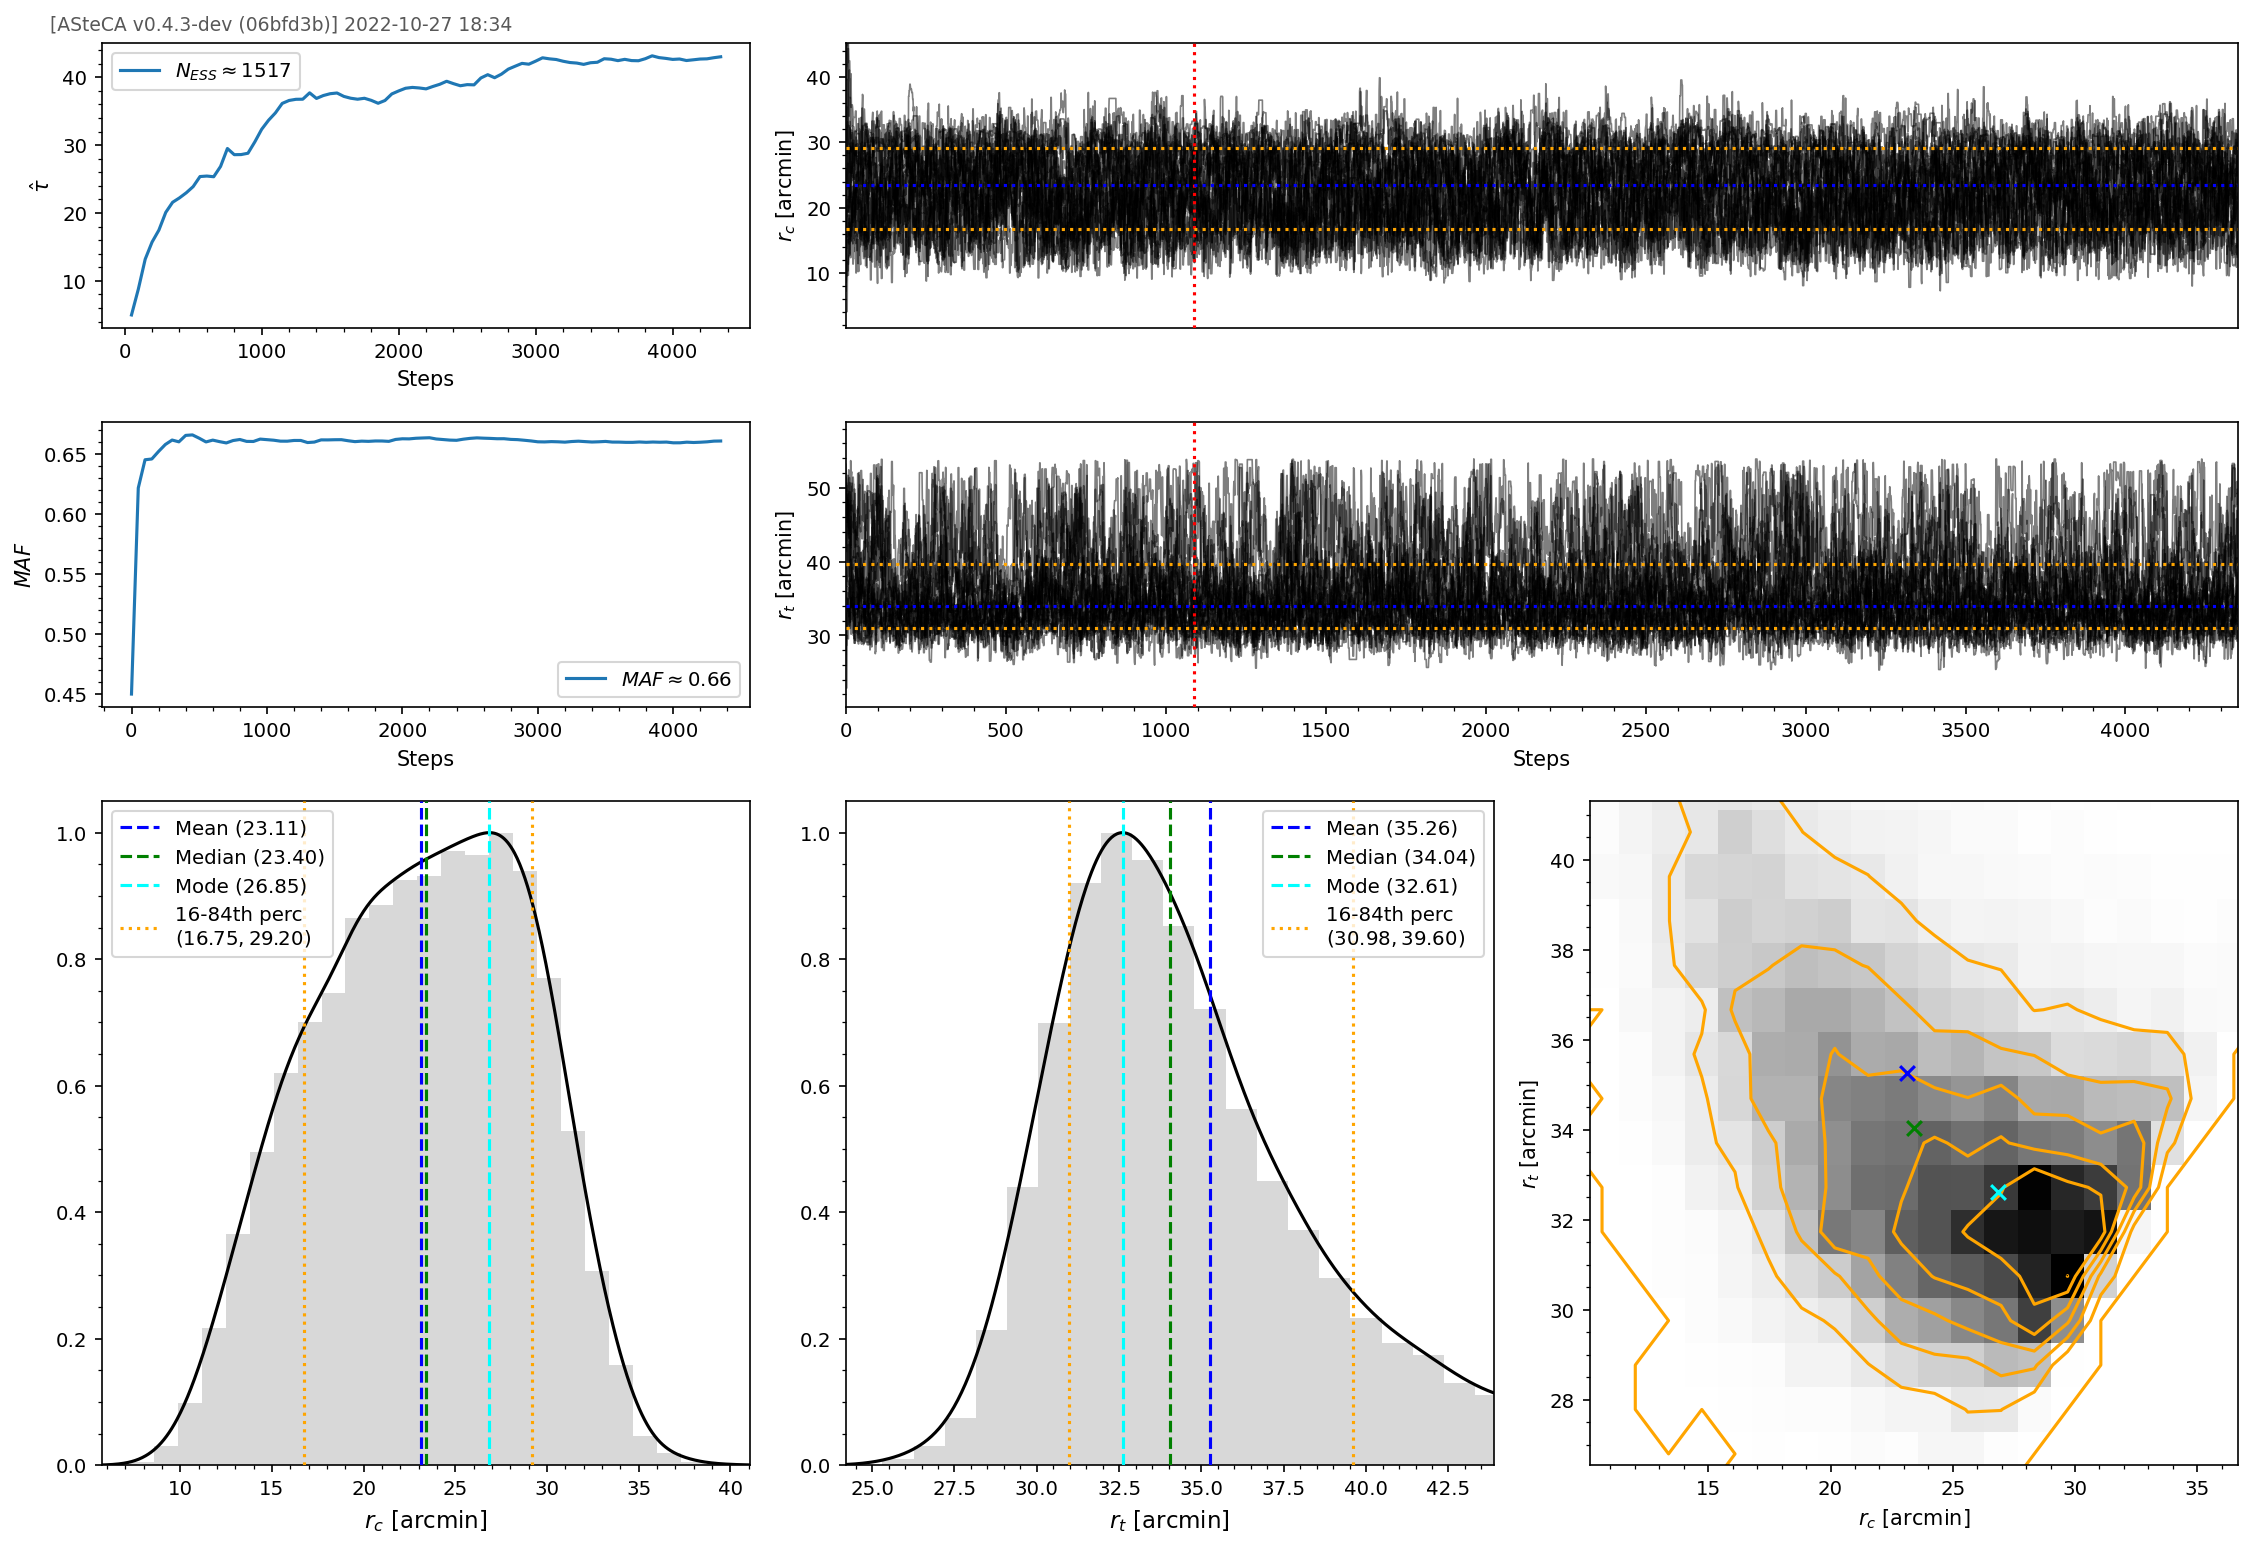 [ASteCA v0.4.3-dev (06bfd3b)] 2022-10-27 18:34
N_ESS ≈ 1517
40
30
20
10
τ̂
0 1000 2000 3000 4000
Steps
40
30
20
10
r_c [arcmin]
0.65
0.60
0.55
0.50
0.45
MAF
MAF ≈ 0.66
0 1000 2000 3000 4000
Steps
50
40
30
r_t [arcmin]
0 500 1000 1500 2000 2500 3000 3500 4000
Steps
Mean (23.11)
Median (23.40)
Mode (26.85)
16-84th perc
(16.75, 29.20)
1.0
0.8
0.6
0.4
0.2
0.0
10 15 20 25 30 35 40
r_c [arcmin]
Mean (35.26)
Median (34.04)
Mode (32.61)
16-84th perc
(30.98, 39.60)
1.0
0.8
0.6
0.4
0.2
0.0
25.0 27.5 30.0 32.5 35.0 37.5 40.0 42.5
r_t [arcmin]
40
38
36
34
32
30
28
r_t [arcmin]
15 20 25 30 35
r_c [arcmin]